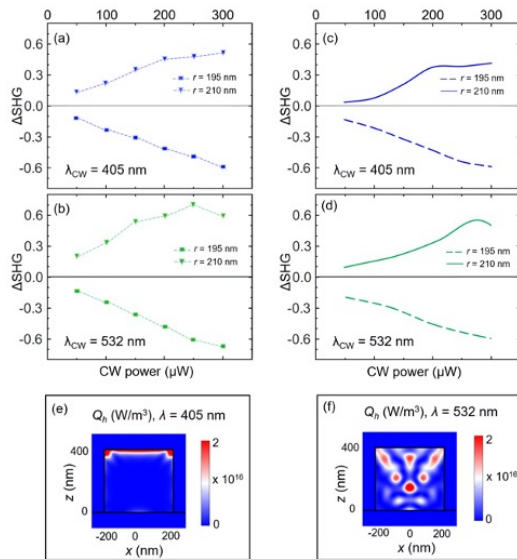 0 100 200 300
0 100 200 300
(a)
0.6
0.3
0.0
-0.3
-0.6
ΔSHG
r = 195 nm
r = 210 nm
λCW = 405 nm
(c)
0.6
0.3
0.0
-0.3
-0.6
ΔSHG
r = 195 nm
r = 210 nm
λCW = 405 nm
(b)
0.6
0.3
0.0
-0.3
-0.6
ΔSHG
r = 195 nm
r = 210 nm
λCW = 532 nm
CW power (μW)
(d)
0.6
0.3
0.0
-0.3
-0.6
ΔSHG
r = 195 nm
r = 210 nm
λCW = 532 nm
CW power (μW)
(e)
Qh (W/m³), λ = 405 nm
400
0
z (nm)
-200 0 200
x (nm)
2
x 10¹⁶
0
(f)
Qh (W/m³), λ = 532 nm
400
0
z (nm)
-200 0 200
x (nm)
2
x 10¹⁶
0